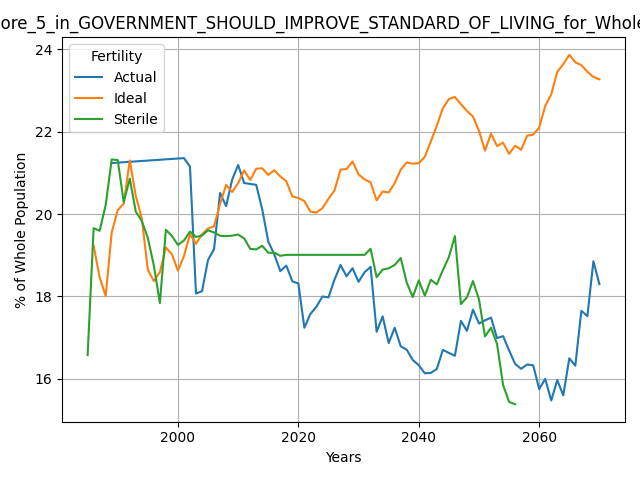 ore_5_in_GOVERNMENT_SHOULD_IMPROVE_STANDARD_OF_LIVING_for_Whole
Fertility
Actual
Ideal
Sterile
% of Whole Population
24
22
20
18
16
2000 2020 2040 2060
Years